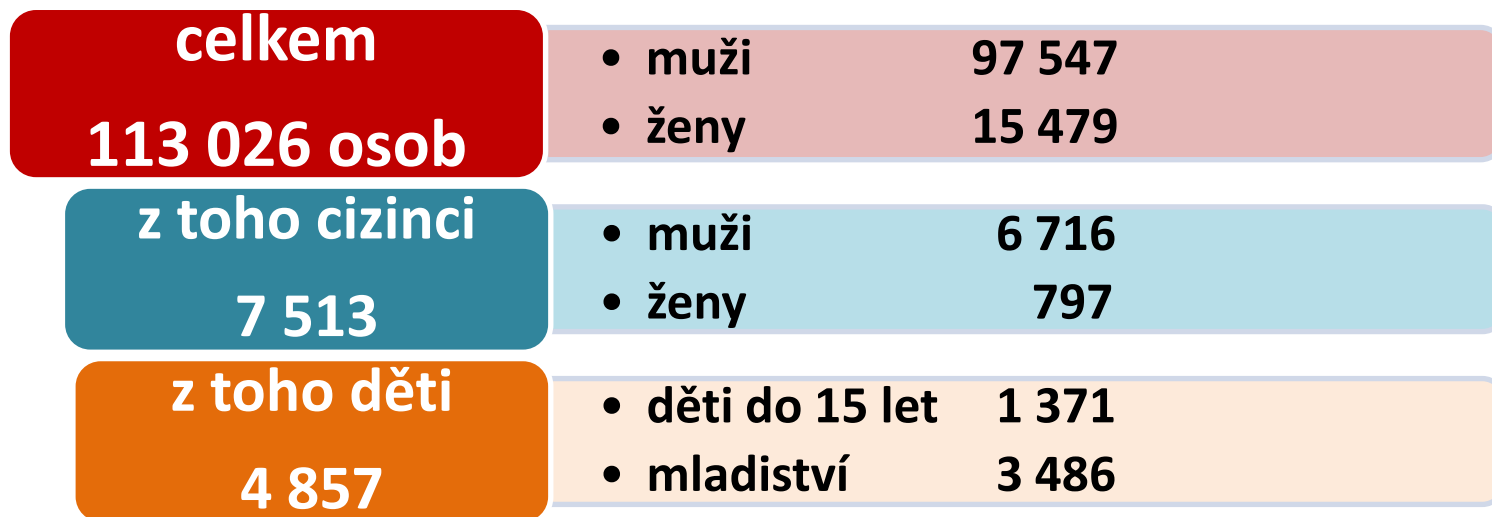 celkem
113 026 osob
• muži 97 547
• ženy 15 479
z toho cizinci
7 513
• muži 6 716
• ženy 797
z toho děti
4 857
• děti do 15 let 1 371
• mladiství 3 486